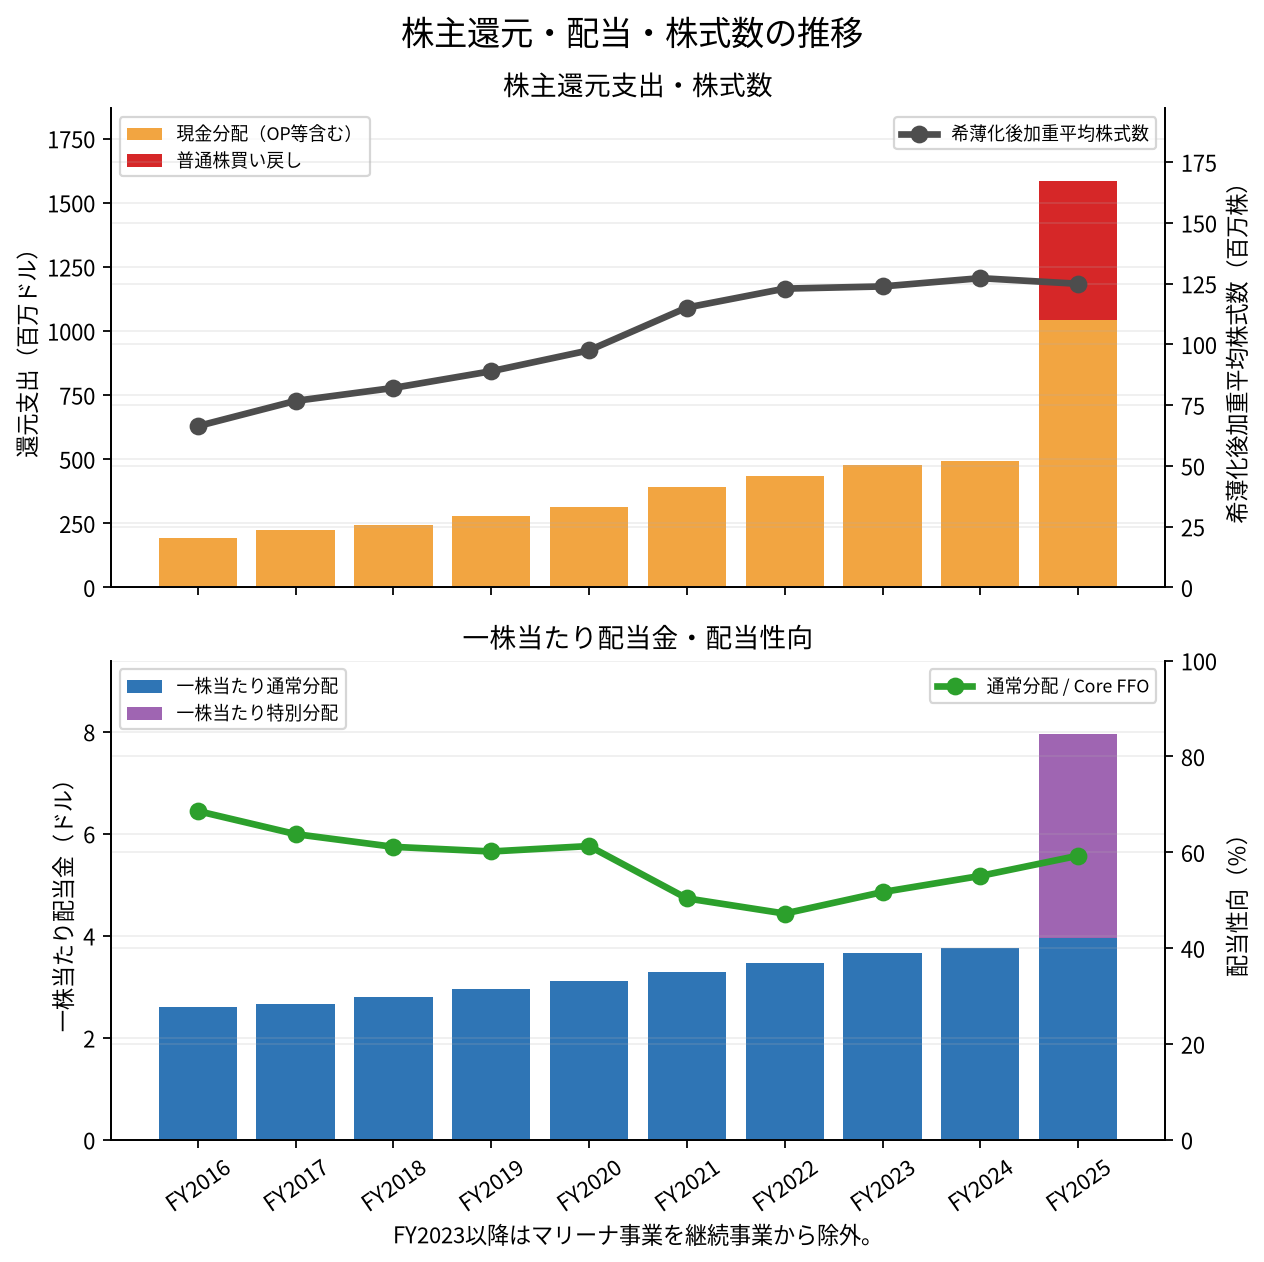 株主還元・配当・株式数の推移
株主還元支出・株式数
現金分配（OP等含む）
普通株買い戻し
希薄化後加重平均株式数
還元支出（百万ドル）
1750
1500
1250
1000
750
500
250
0
175
150
125
100
75
50
25
0
希薄化後加重平均株式数（百万株）
一株当たり配当金・配当性向
一株当たり通常分配
一株当たり特別分配
通常分配 / Core FFO
一株当たり配当金（ドル）
8
6
4
2
0
100
80
60
40
20
0
配当性向（%）
FY2016
FY2017
FY2018
FY2019
FY2020
FY2021
FY2022
FY2023
FY2024
FY2025
FY2023以降はマリーナ事業を継続事業から除外。